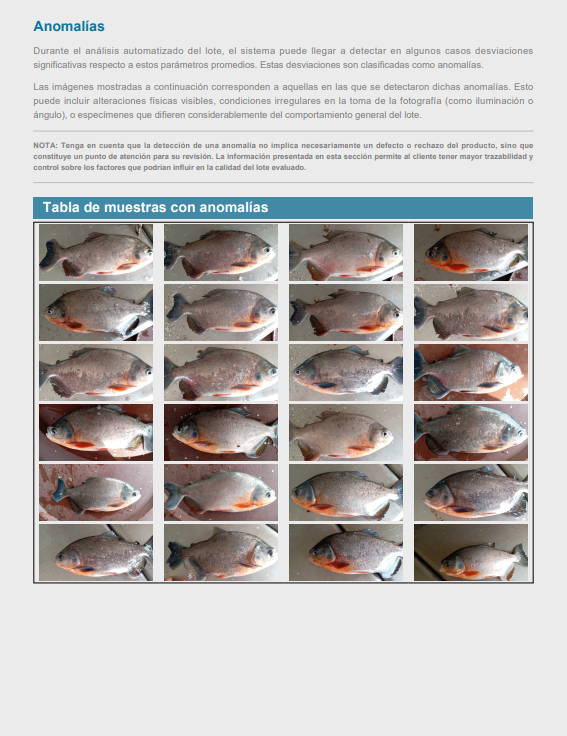 Anomalías
Durante el análisis automatizado del lote, el sistema puede llegar a detectar en algunos casos desviaciones
significativas respecto a estos parámetros promedios. Estas desviaciones son clasificadas como anomalías.
Las imágenes mostradas a continuación corresponden a aquellas en las que se detectaron dichas anomalías. Esto
puede incluir alteraciones físicas visibles, condiciones irregulares en la toma de la fotografía (como iluminación o
ángulo), o especímenes que difieren considerablemente del comportamiento general del lote.
NOTA: Tenga en cuenta que la detección de una anomalía no implica necesariamente un defecto o rechazo del producto, sino que
constituye un punto de atención para su revisión. La información presentada en esta sección permite al cliente tener mayor trazabilidad y
control sobre los factores que podrían influir en la calidad del lote evaluado.
Tabla de muestras con anomalías